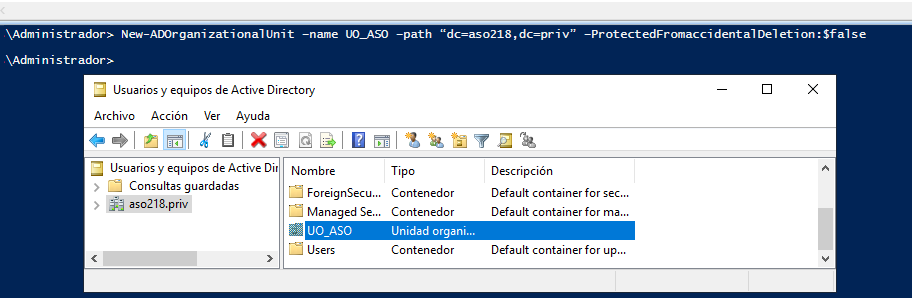 \Administrador> New-ADOrganizationalUnit –name UO_ASO –path “dc=aso218,dc=priv” –ProtectedFromaccidentalDeletion:$false
\Administrador>
Usuarios y equipos de Active Directory
Archivo Acción Ver Ayuda
Usuarios y equipos de Active Dir
Consultas guardadas
aso218.priv
Nombre Tipo Descripción
ForeignSecu... Contenedor Default container for sec...
Managed Se... Contenedor Default container for ma...
UO_ASO Unidad organi...
Users Contenedor Default container for up...